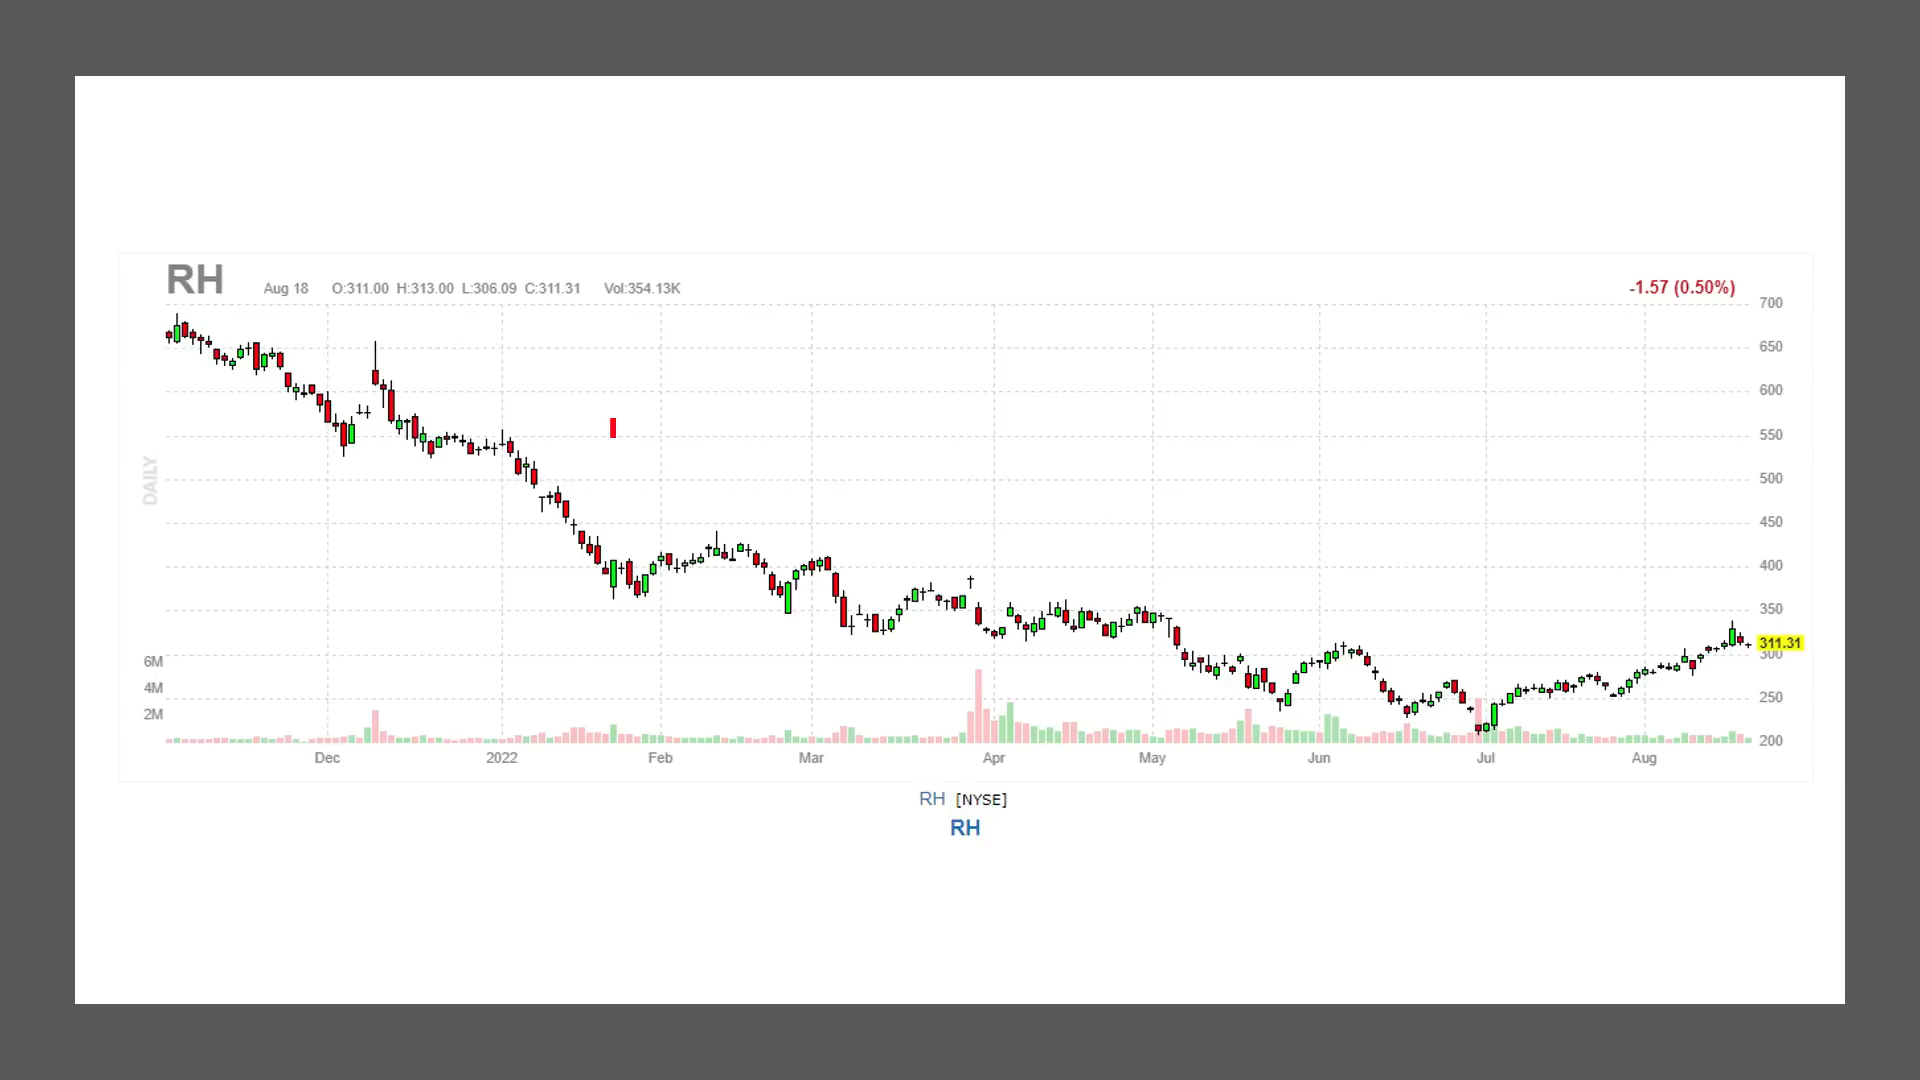 RH Aug 18 O:311.00 H:313.00 L:306.09 C:311.31 Vol:354.13K -1.57 (0.50%)
700
650
600
550
500
450
400
350
311.31
300
250
200
DAILY
6M
4M
2M
Dec 2022 Feb Mar Apr May Jun Jul Aug
RH [NYSE]
RH